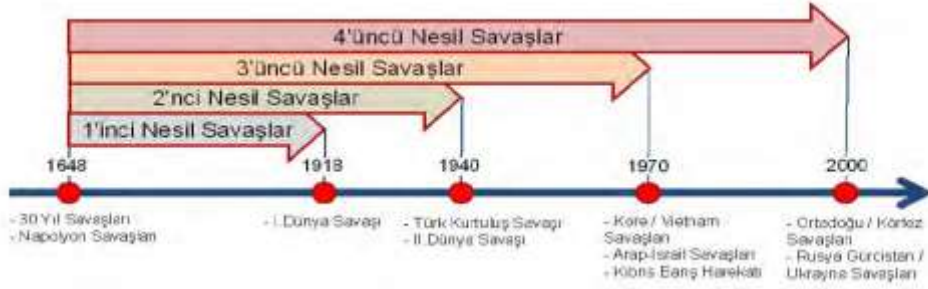 4'üncü Nesil Savaşlar
3'üncü Nesil Savaşlar
2'nci Nesil Savaşlar
1'inci Nesil Savaşlar
1648
1918
1940
1970
2000
- 30 Yıl Savaşları
- Napolyon Savaşları
- I.Dünya Savaşı
- Türk Kurtuluş Savaşı
- II.Dünya Savaşı
- Kore / Vietnam
Savaşları
- Arap-İsrail Savaşları
- Kıbrıs Barış Harekatı
- Ortadoğu / Körfez
Savaşları
- Rusya Gürcistan /
Ukrayna Savaşları